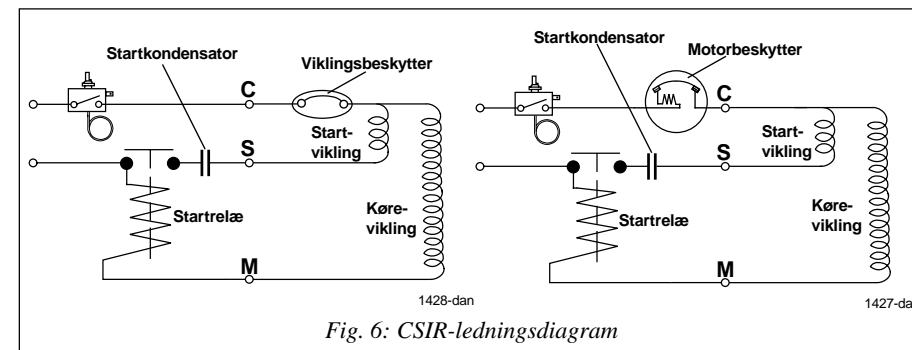 Startkondensator
C
Viklingsbeskytter
Start-
vikling
S
Startrelæ
Køre-
vikling
M
1428-dan
Startkondensator
Motorbeskytter
C
Start-
vikling
S
Startrelæ
Køre-
vikling
M
1427-da
Fig. 6: CSIR-ledningsdiagram